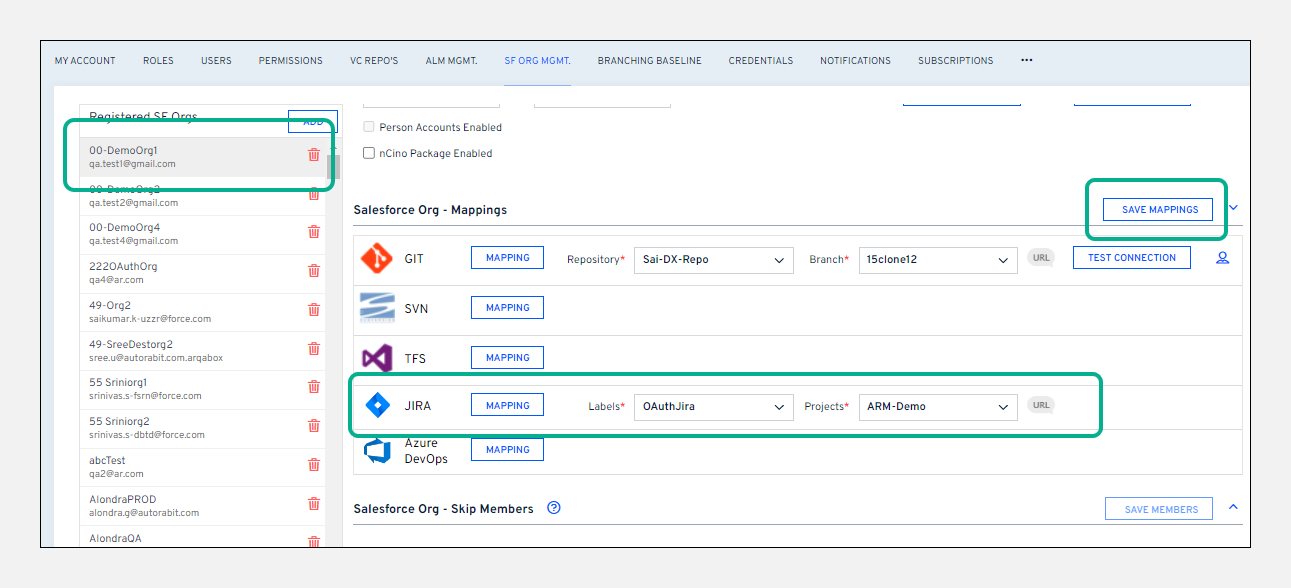 MY ACCOUNT ROLES USERS PERMISSIONS VC REPO'S ALM MGMT. SF ORG MGMT. BRANCHING BASELINE CREDENTIALS NOTIFICATIONS SUBSCRIPTIONS •••
Registered SF Orgs ADD
00-DemoOrg1
qa.test1@gmail.com
00-DemoOrg2
qa.test2@gmail.com
00-DemoOrg4
qa.test4@gmail.com
222OAuthOrg
qa4@ar.com
49-Org2
saikumar.k-uzzr@force.com
49-SreeDestorg2
sree.u@autorabit.com.arqabox
55 Sriniorg1
srinivas.s-fsrn@force.com
55 Sriniorg2
srinivas.s-dbtd@force.com
abcTest
qa2@ar.com
AlondraPROD
alondra.g@autorabit.com
AlondraQA
Person Accounts Enabled
nCino Package Enabled
Salesforce Org - Mappings SAVE MAPPINGS
GIT MAPPING Repository* Sai-DX-Repo Branch* 15clone12 URL TEST CONNECTION
SVN MAPPING
TFS MAPPING
JIRA MAPPING Labels* OAuthJira Projects* ARM-Demo URL
Azure
DevOps MAPPING
Salesforce Org - Skip Members ? SAVE MEMBERS